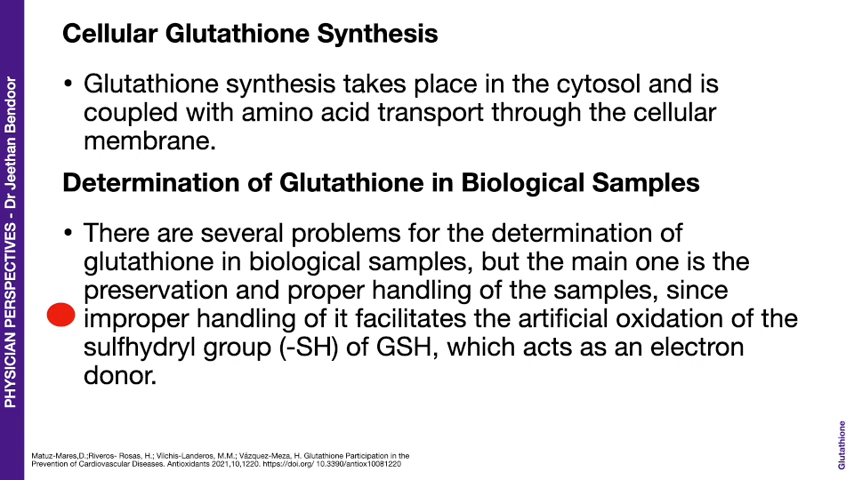 Cellular Glutathione Synthesis
• Glutathione synthesis takes place in the cytosol and is
coupled with amino acid transport through the cellular
membrane.
Determination of Glutathione in Biological Samples
• There are several problems for the determination of
glutathione in biological samples, but the main one is the
preservation and proper handling of the samples, since
improper handling of it facilitates the artificial oxidation of the
sulfhydryl group (-SH) of GSH, which acts as an electron
donor.
PHYSICIAN PERSPECTIVES - Dr Jeethan Bendoor
Matuz-Mares,D.;Riveros- Rosas, H.; Vilchis-Landeros, M.M.; Vázquez-Meza, H. Glutathione Participation in the
Prevention of Cardiovascular Diseases. Antioxidants 2021,10,1220. https://doi.org/ 10.3390/antiox10081220
Glutathione